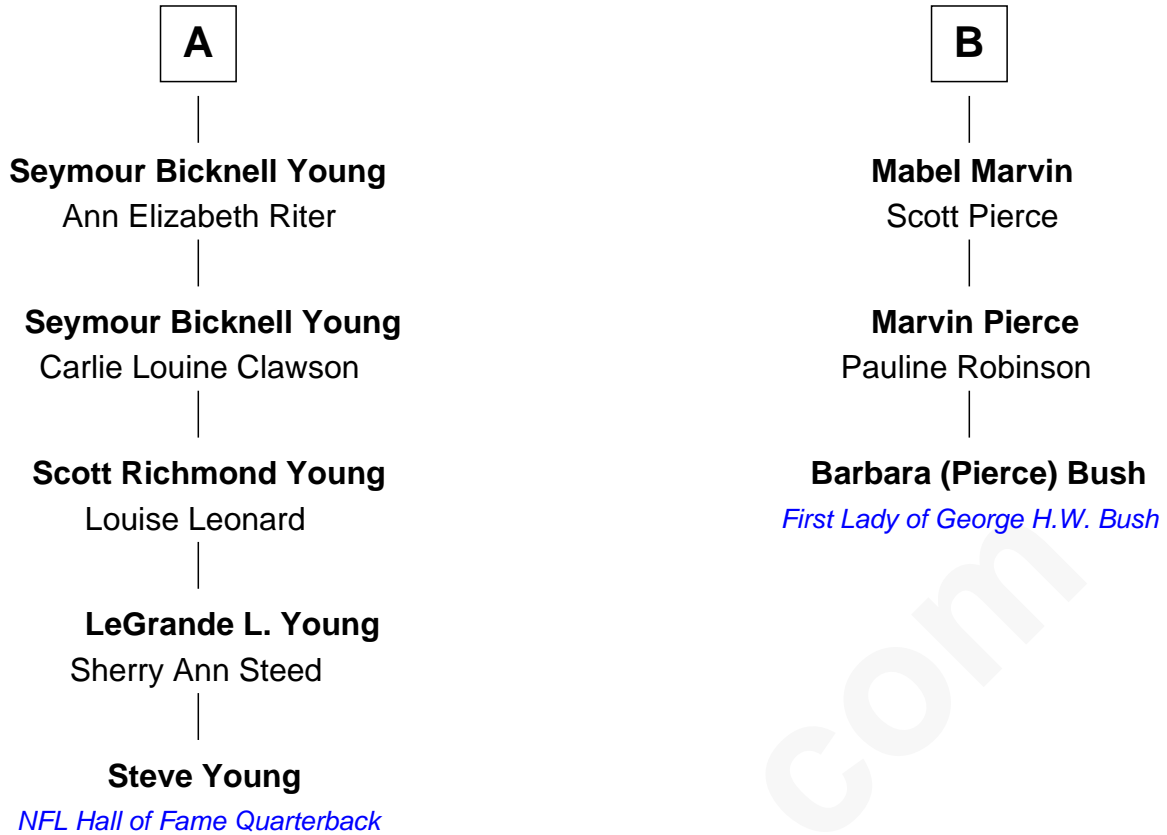 A
Seymour Bicknell Young
Ann Elizabeth Riter
Seymour Bicknell Young
Carlie Louine Clawson
Scott Richmond Young
Louise Leonard
LeGrande L. Young
Sherry Ann Steed
Steve Young
NFL Hall of Fame Quarterback
B
Mabel Marvin
Scott Pierce
Marvin Pierce
Pauline Robinson
Barbara (Pierce) Bush
First Lady of George H.W. Bush
com